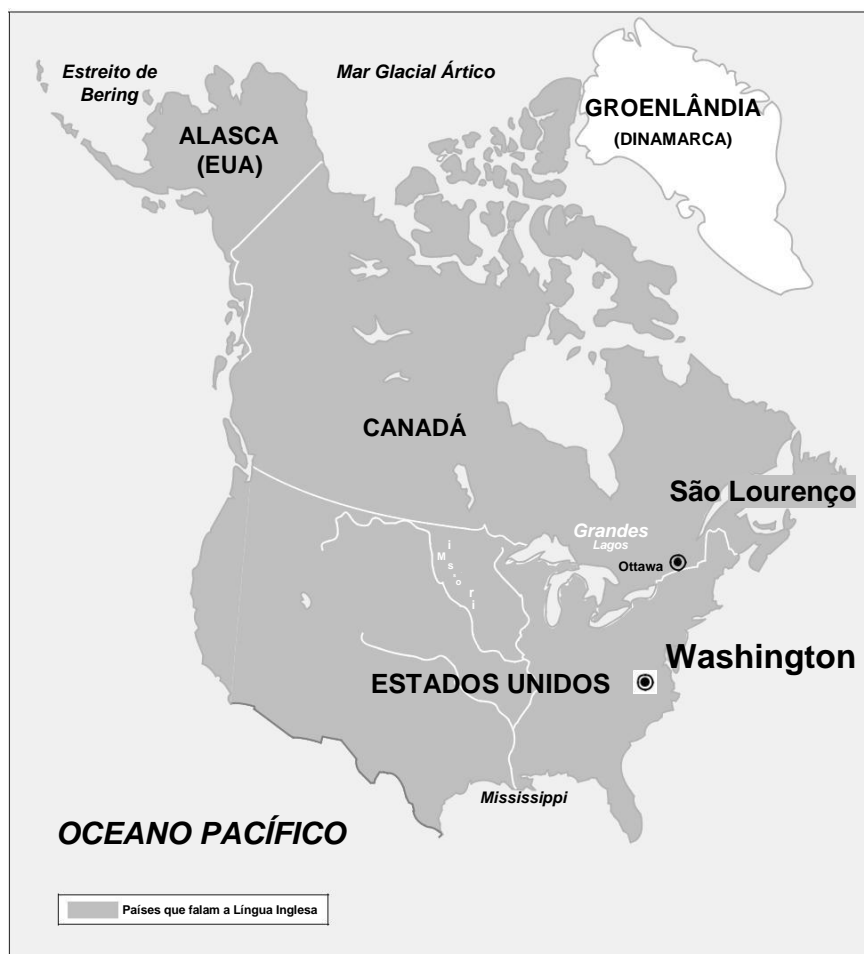 Estreito de
Bering
Mar Glacial Ártico
GROENLÂNDIA
(DINAMARCA)
ALASCA
(EUA)
CANADÁ
São Lourenço
Grandes
Lagos
Ottawa
Washington
ESTADOS UNIDOS
Mississippi
OCEANO PACÍFICO
Países que falam a Língua Inglesa